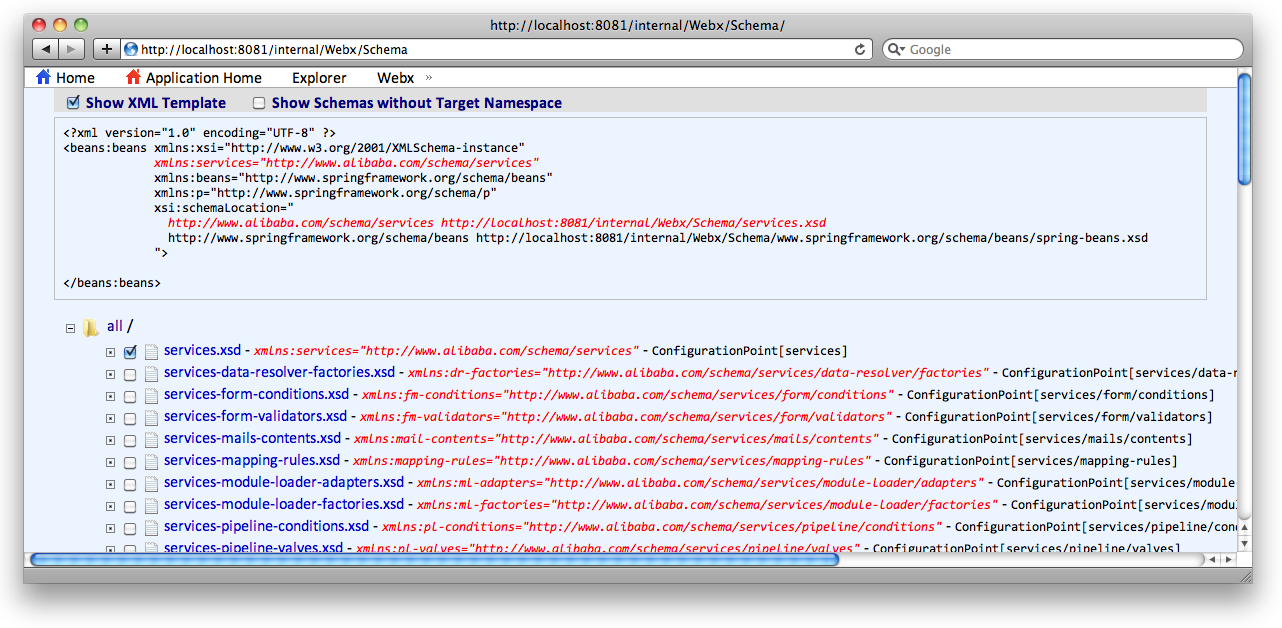 http://localhost:8081/internal/Webx/Schema/
http://localhost:8081/internal/Webx/Schema
Google
Home Application Home Explorer Webx »
Show XML Template Show Schemas without Target Namespace
<?xml version="1.0" encoding="UTF-8" ?>
<beans:beans xmlns:xsi="http://www.w3.org/2001/XMLSchema-instance"
xmlns:services="http://www.alibaba.com/schema/services"
xmlns:beans="http://www.springframework.org/schema/beans"
xmlns:p="http://www.springframework.org/schema/p"
xsi:schemaLocation="
http://www.alibaba.com/schema/services http://localhost:8081/internal/Webx/Schema/services.xsd
http://www.springframework.org/schema/beans http://localhost:8081/internal/Webx/Schema/www.springframework.org/schema/beans/spring-beans.xsd
">
</beans:beans>
all /
services.xsd - xmlns:services="http://www.alibaba.com/schema/services" - ConfigurationPoint[services]
services-data-resolver-factories.xsd - xmlns:dr-factories="http://www.alibaba.com/schema/services/data-resolver/factories" - ConfigurationPoint[services/data-r
services-form-conditions.xsd - xmlns:fm-conditions="http://www.alibaba.com/schema/services/form/conditions" - ConfigurationPoint[services/form/conditions]
services-form-validators.xsd - xmlns:fm-validators="http://www.alibaba.com/schema/services/form/validators" - ConfigurationPoint[services/form/validators]
services-mails-contents.xsd - xmlns:mail-contents="http://www.alibaba.com/schema/services/mails/contents" - ConfigurationPoint[services/mails/contents]
services-mapping-rules.xsd - xmlns:mapping-rules="http://www.alibaba.com/schema/services/mapping-rules" - ConfigurationPoint[services/mapping-rules]
services-module-loader-adapters.xsd - xmlns:ml-adapters="http://www.alibaba.com/schema/services/module-loader/adapters" - ConfigurationPoint[services/module
services-module-loader-factories.xsd - xmlns:ml-factories="http://www.alibaba.com/schema/services/module-loader/factories" - ConfigurationPoint[services/modu
services-pipeline-conditions.xsd - xmlns:pl-conditions="http://www.alibaba.com/schema/services/pipeline/conditions" - ConfigurationPoint[services/pipeline/con
services-pipeline-valves.xsd - xmlns:pl-valves="http://www.alibaba.com/schema/services/pipeline/valves" - ConfigurationPoint[services/pipeline/valves]